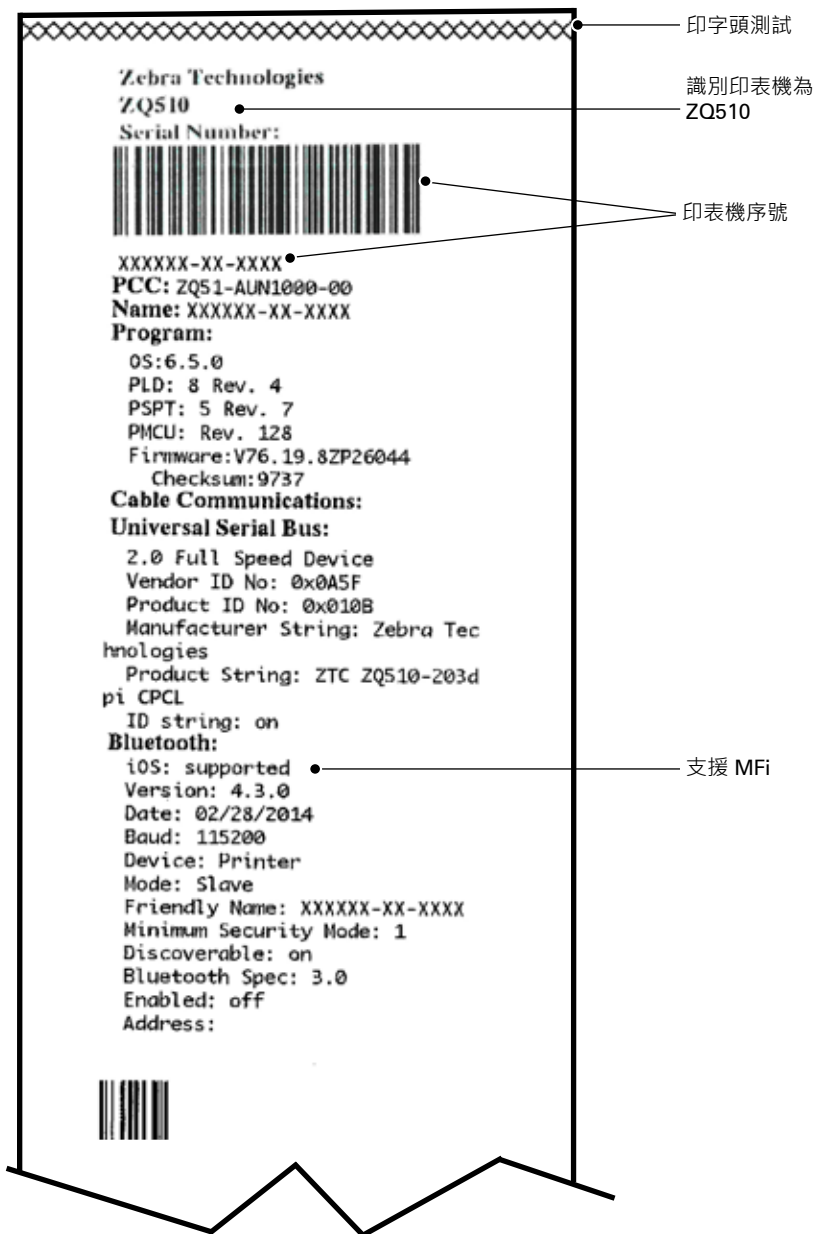 印字頭測試
Zebra Technologies
ZQ510
識別印表機為
ZQ510
Serial Number:
印表機序號
XXXXXX-XX-XXXX
PCC: ZQ51-AUN1000-00
Name: XXXXXX-XX-XXXX
Program:
OS:6.5.0
PLD: 8 Rev. 4
PSPT: 5 Rev. 7
PMCU: Rev. 128
Firmware:V76.19.8ZP26044
Checksum:9737
Cable Communications:
Universal Serial Bus:
2.0 Full Speed Device
Vendor ID No: 0x0A5F
Product ID No: 0x010B
Manufacturer String: Zebra Tec
hnologies
Product String: ZTC ZQ510-203d
pi CPCL
ID string: on
Bluetooth:
iOS: supported
支援 MFi
Version: 4.3.0
Date: 02/28/2014
Baud: 115200
Device: Printer
Mode: Slave
Friendly Name: XXXXXX-XX-XXXX
Minimum Security Mode: 1
Discoverable: on
Bluetooth Spec: 3.0
Enabled: off
Address: